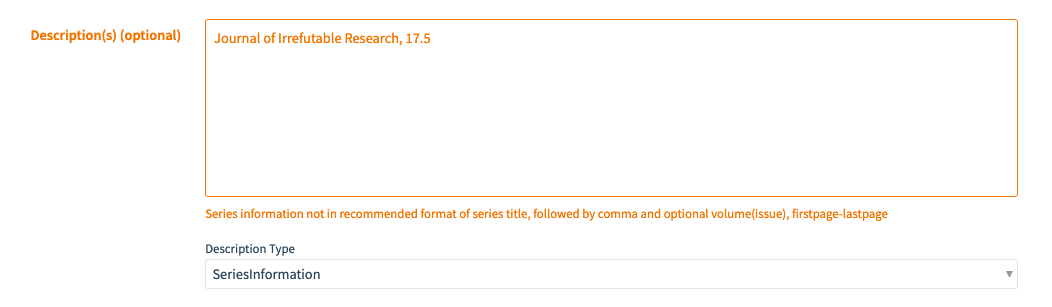 Description(s) (optional)
Journal of Irrefutable Research, 17.5
Series information not in recommended format of series title, followed by comma and optional volume(issue), firstpage-lastpage
Description Type
SeriesInformation